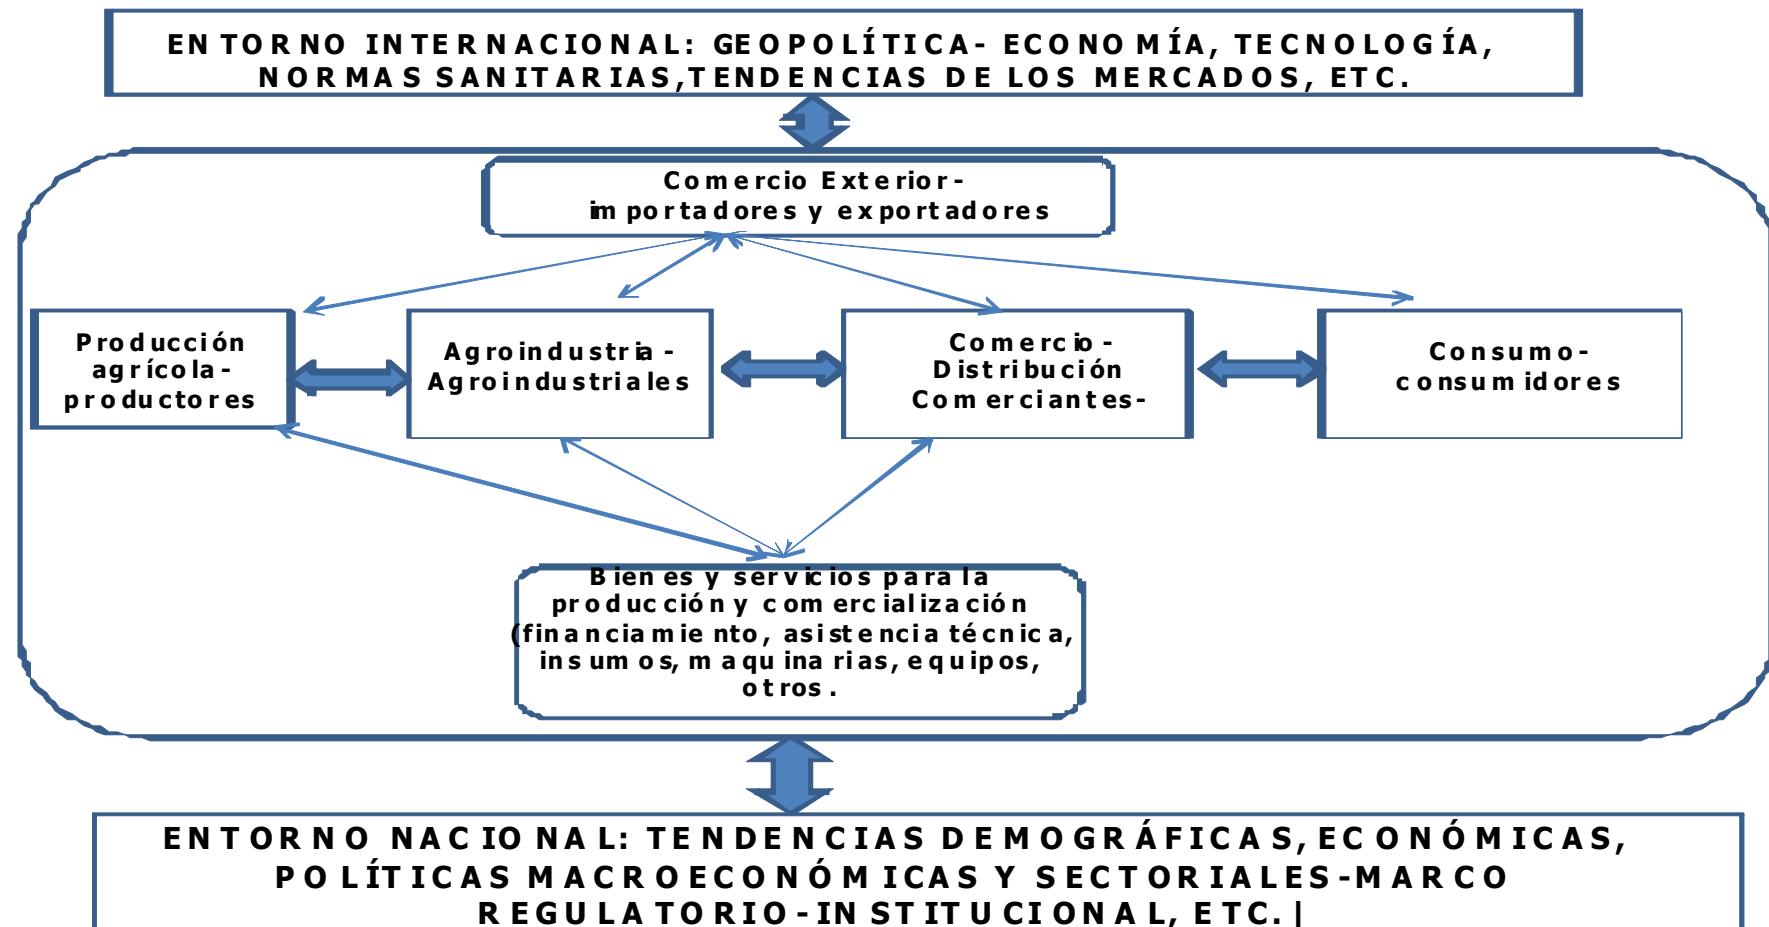 ENTORNO INTERNACIONAL: GEOPOLÍTICA- ECONOMÍA, TECNOLOGÍA,
NORMAS SANITARIAS,TENDENCIAS DE LOS MERCADOS, ETC.
Comercio Exterior-
importadores y exportadores
Producción
agrícola-
productores
Agroindustria -
Agroindustriales
Comercio -
Distribución
Comerciantes-
Consumo-
consumidores
Bienes y servicios para la
producción y comercialización
(financiamiento, asistencia técnica,
insumos, maquinarias, equipos,
otros.
ENTORNO NACIONAL: TENDENCIAS DEMOGRÁFICAS, ECONÓMICAS,
POLÍTICAS MACROECONÓMICAS Y SECTORIALES-MARCO
REGULATORIO-INSTITUCIONAL, ETC. |